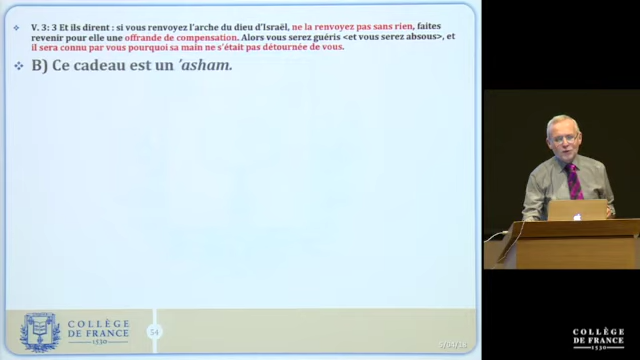 V. 3: 3 Et ils dirent : si vous renvoyez l'arche du dieu d'Israël, ne la renvoyez pas sans rien, faites
revenir pour elle une offrande de compensation. Alors vous serez guéris <et vous serez absous>, et
il sera connu par vous pourquoi sa main ne s'était pas détournée de vous.
B) Ce cadeau est un ʼasham.
COLLÈGE
DE FRANCE
1530
54
COLLÈGE
DE FRANCE
1530